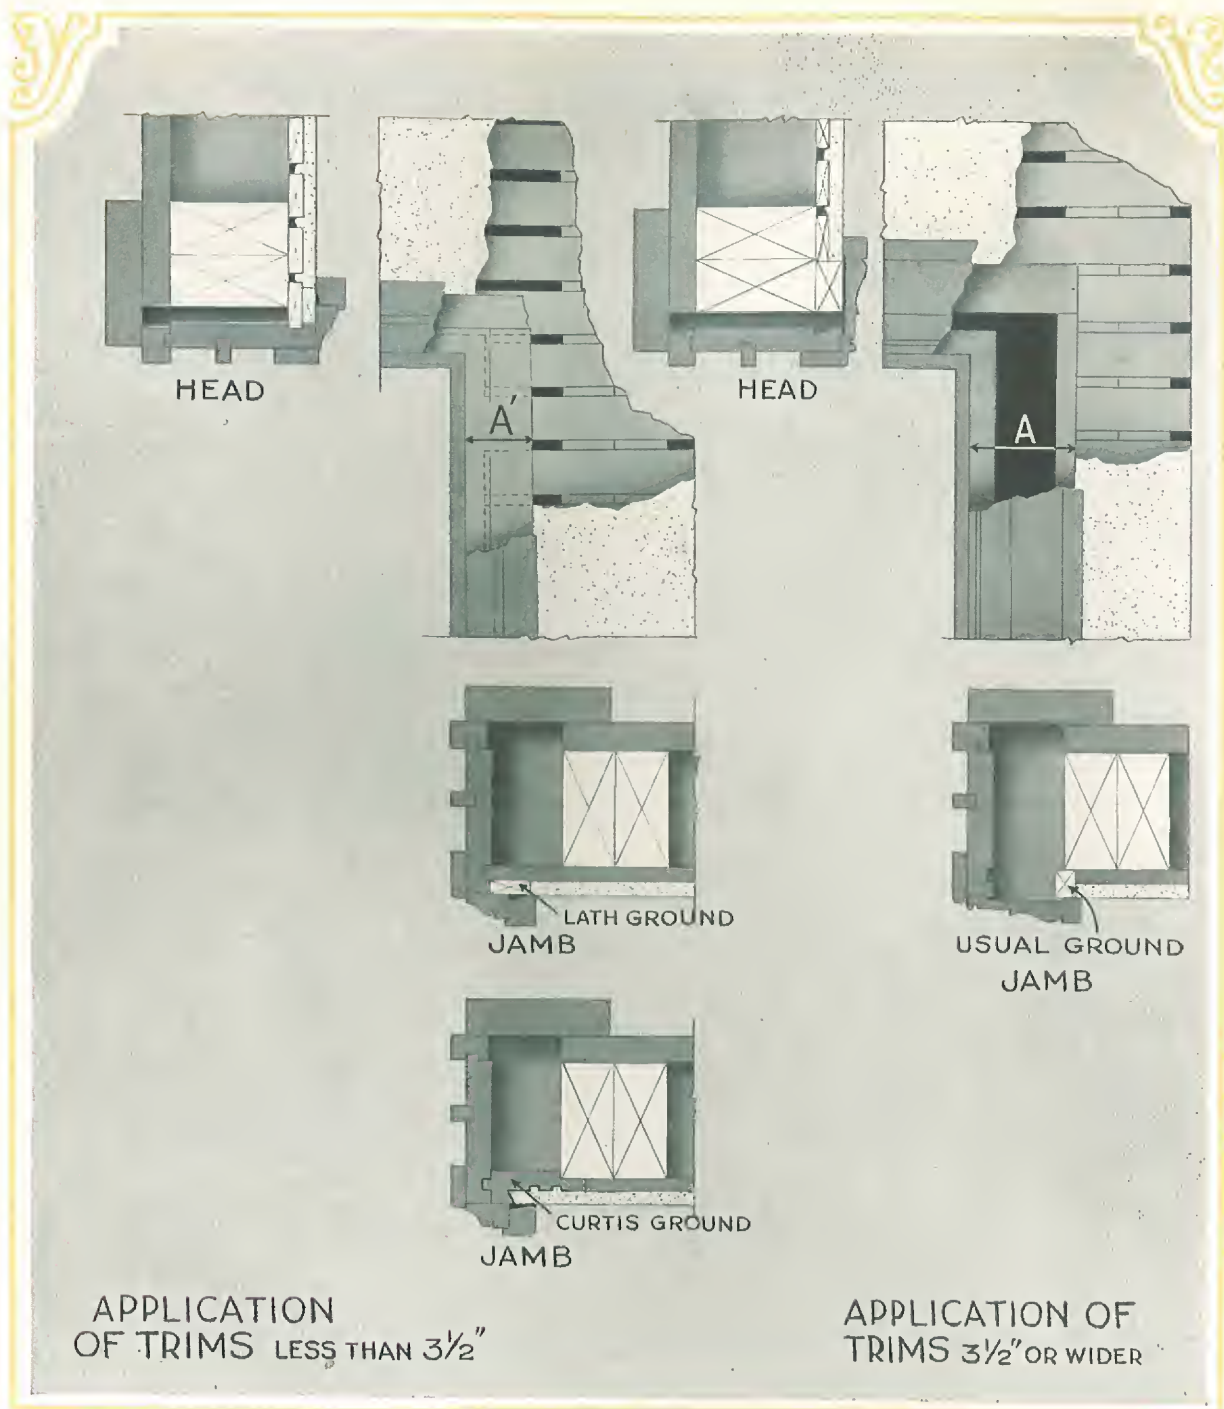 HEAD
A'
HEAD
A
LATH GROUND
JAMB
USUAL GROUND
JAMB
CURTIS GROUND
JAMB
APPLICATION
OF TRIMS LESS THAN 3½"
APPLICATION OF
TRIMS 3½" OR WIDER